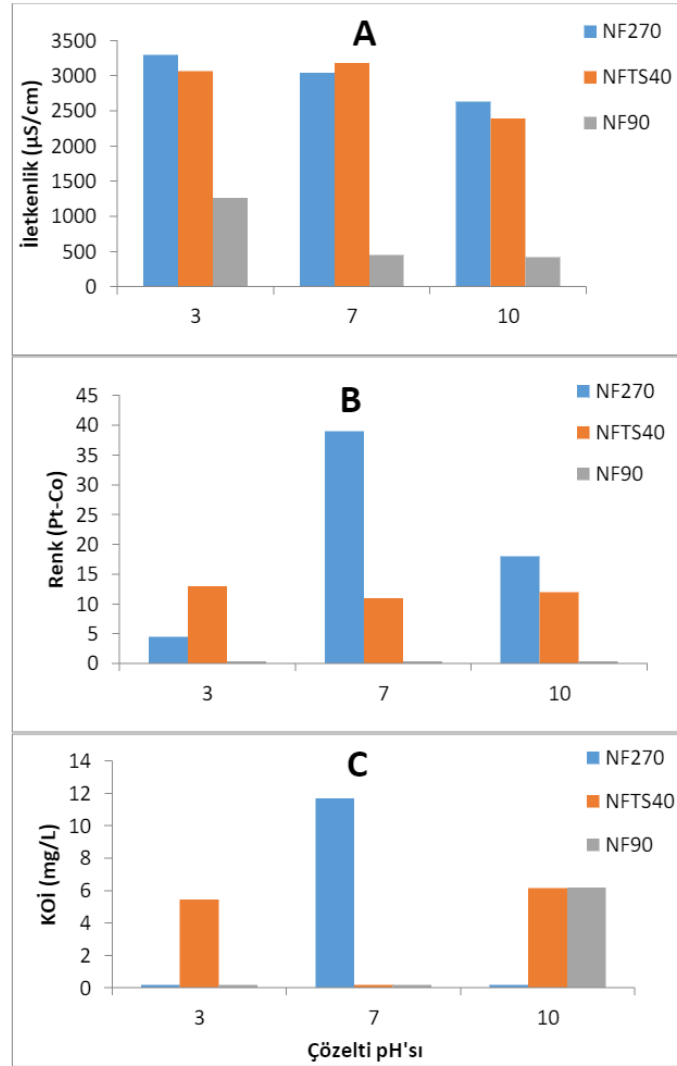 A
NF270
NFTS40
NF90
İletkenlik (µS/cm)
3500
3000
2500
2000
1500
1000
500
0
3 7 10
B
NF270
NFTS40
NF90
Renk (Pt-Co)
45
40
35
30
25
20
15
10
5
0
3 7 10
C
NF270
NFTS40
NF90
KOİ (mg/L)
14
12
10
8
6
4
2
0
3 7 10
Çözelti pH'sı